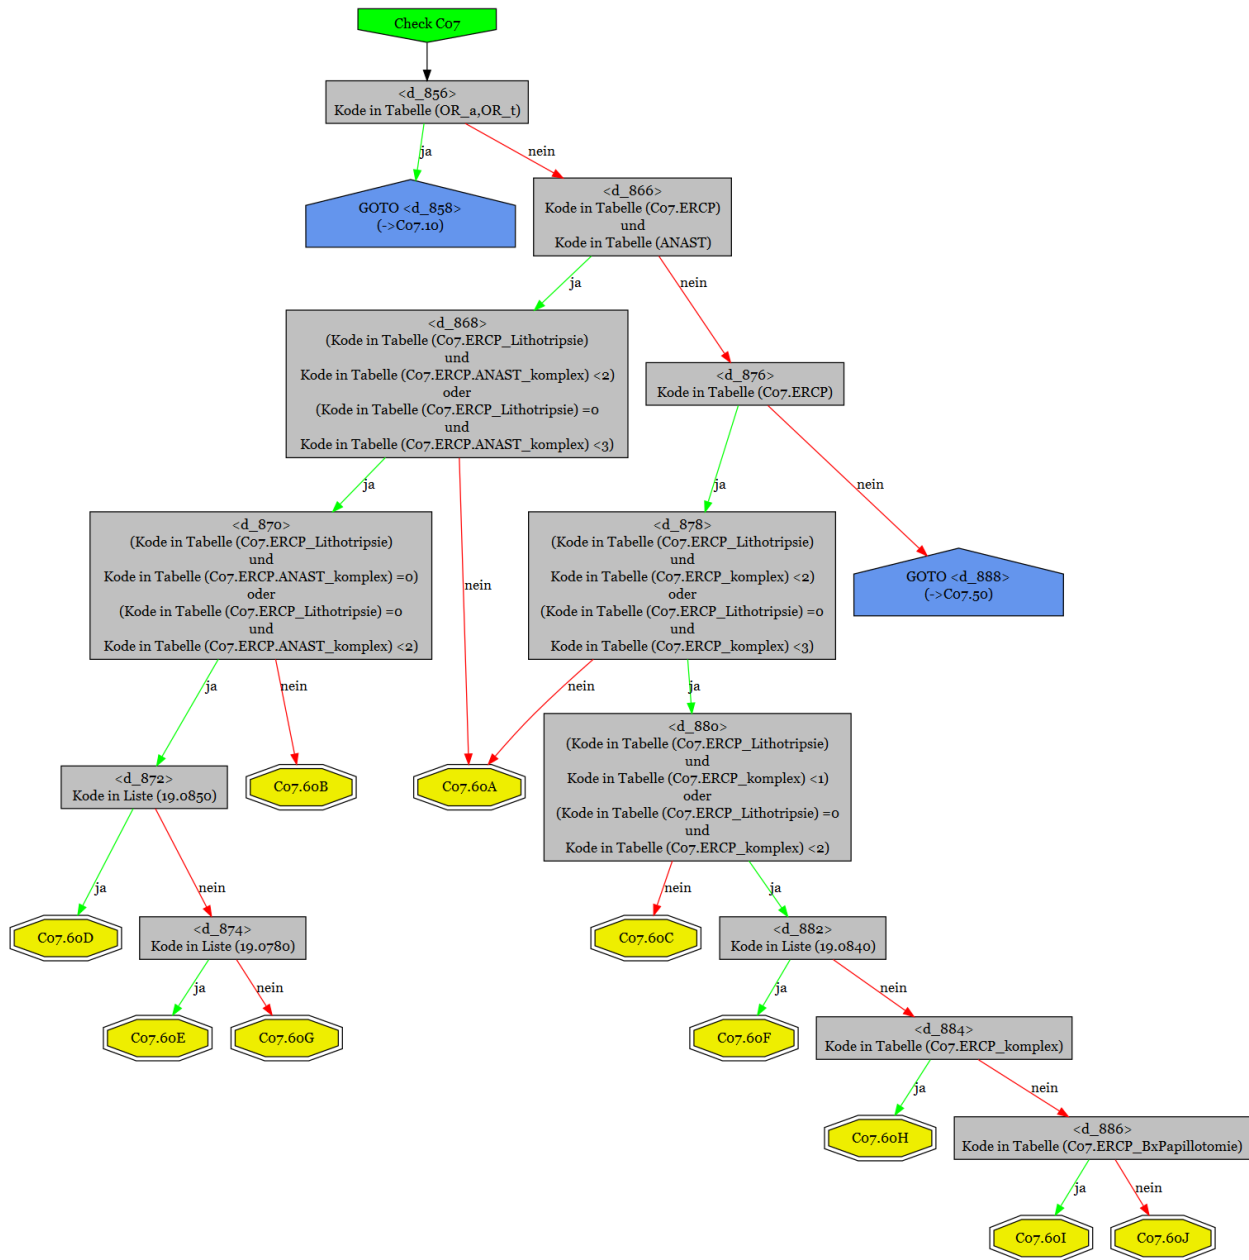 Check C07
<d_856>
Kode in Tabelle (OR_a,OR_t)
ja
nein
GOTO <d_858>
(->C07.10)
<d_866>
Kode in Tabelle (C07.ERCP)
und
Kode in Tabelle (ANAST)
ja
nein
<d_868>
(Kode in Tabelle (C07.ERCP_Lithotripsie)
und
Kode in Tabelle (C07.ERCP.ANAST_komplex) <2)
oder
(Kode in Tabelle (C07.ERCP_Lithotripsie) =0
und
Kode in Tabelle (C07.ERCP.ANAST_komplex) <3)
<d_876>
Kode in Tabelle (C07.ERCP)
ja
nein
ja
nein
<d_870>
(Kode in Tabelle (C07.ERCP_Lithotripsie)
und
Kode in Tabelle (C07.ERCP.ANAST_komplex) =0)
oder
(Kode in Tabelle (C07.ERCP_Lithotripsie) =0
und
Kode in Tabelle (C07.ERCP.ANAST_komplex) <2)
<d_878>
(Kode in Tabelle (C07.ERCP_Lithotripsie)
und
Kode in Tabelle (C07.ERCP_komplex) <2)
oder
(Kode in Tabelle (C07.ERCP_Lithotripsie) =0
und
Kode in Tabelle (C07.ERCP_komplex) <3)
GOTO <d_888>
(->C07.50)
ja
nein
nein
ja
<d_872>
Kode in Liste (19.0850)
C07.60B
C07.60A
<d_880>
(Kode in Tabelle (C07.ERCP_Lithotripsie)
und
Kode in Tabelle (C07.ERCP_komplex) <1)
oder
(Kode in Tabelle (C07.ERCP_Lithotripsie) =0
und
Kode in Tabelle (C07.ERCP_komplex) <2)
ja
nein
nein
ja
C07.60D
<d_874>
Kode in Liste (19.0780)
C07.60C
<d_882>
Kode in Liste (19.0840)
ja
nein
ja
nein
C07.60E
C07.60G
C07.60F
<d_884>
Kode in Tabelle (C07.ERCP_komplex)
ja
nein
C07.60H
<d_886>
Kode in Tabelle (C07.ERCP_BxPapillotomie)
ja
nein
C07.60I
C07.60J